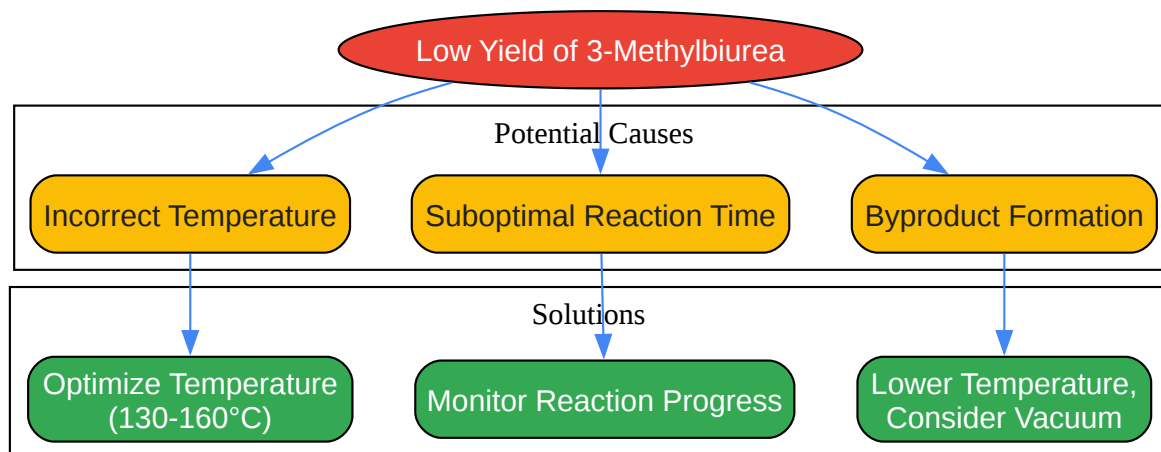 Low Yield of 3-Methylbiurea
Potential Causes
Incorrect Temperature
Suboptimal Reaction Time
Byproduct Formation
Solutions
Optimize Temperature
(130-160°C)
Monitor Reaction Progress
Lower Temperature,
Consider Vacuum